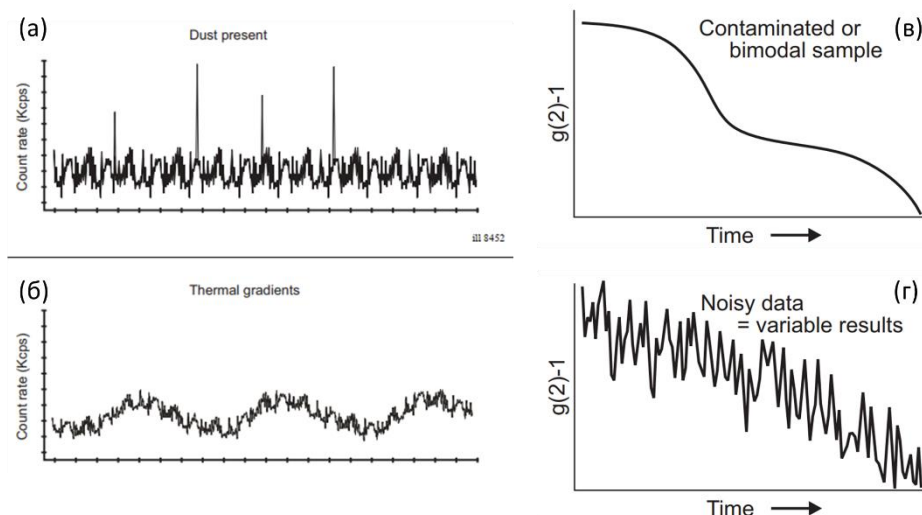 (а)
Dust present
Count rate (Kcps)
ill 8452
(б)
Thermal gradients
Count rate (Kcps)
(в)
Contaminated or
bimodal sample
g(2)-1
Time
(г)
Noisy data
= variable results
g(2)-1
Time